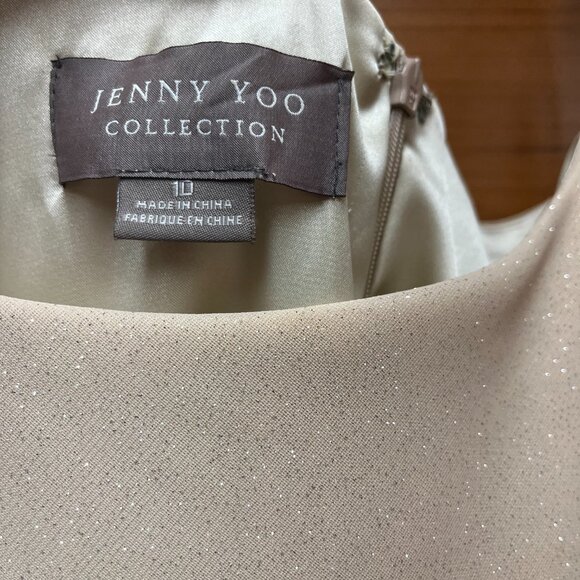 JENNY YOO
COLLECTION
10
MADE IN CHINA
FABRIQUE EN CHINE